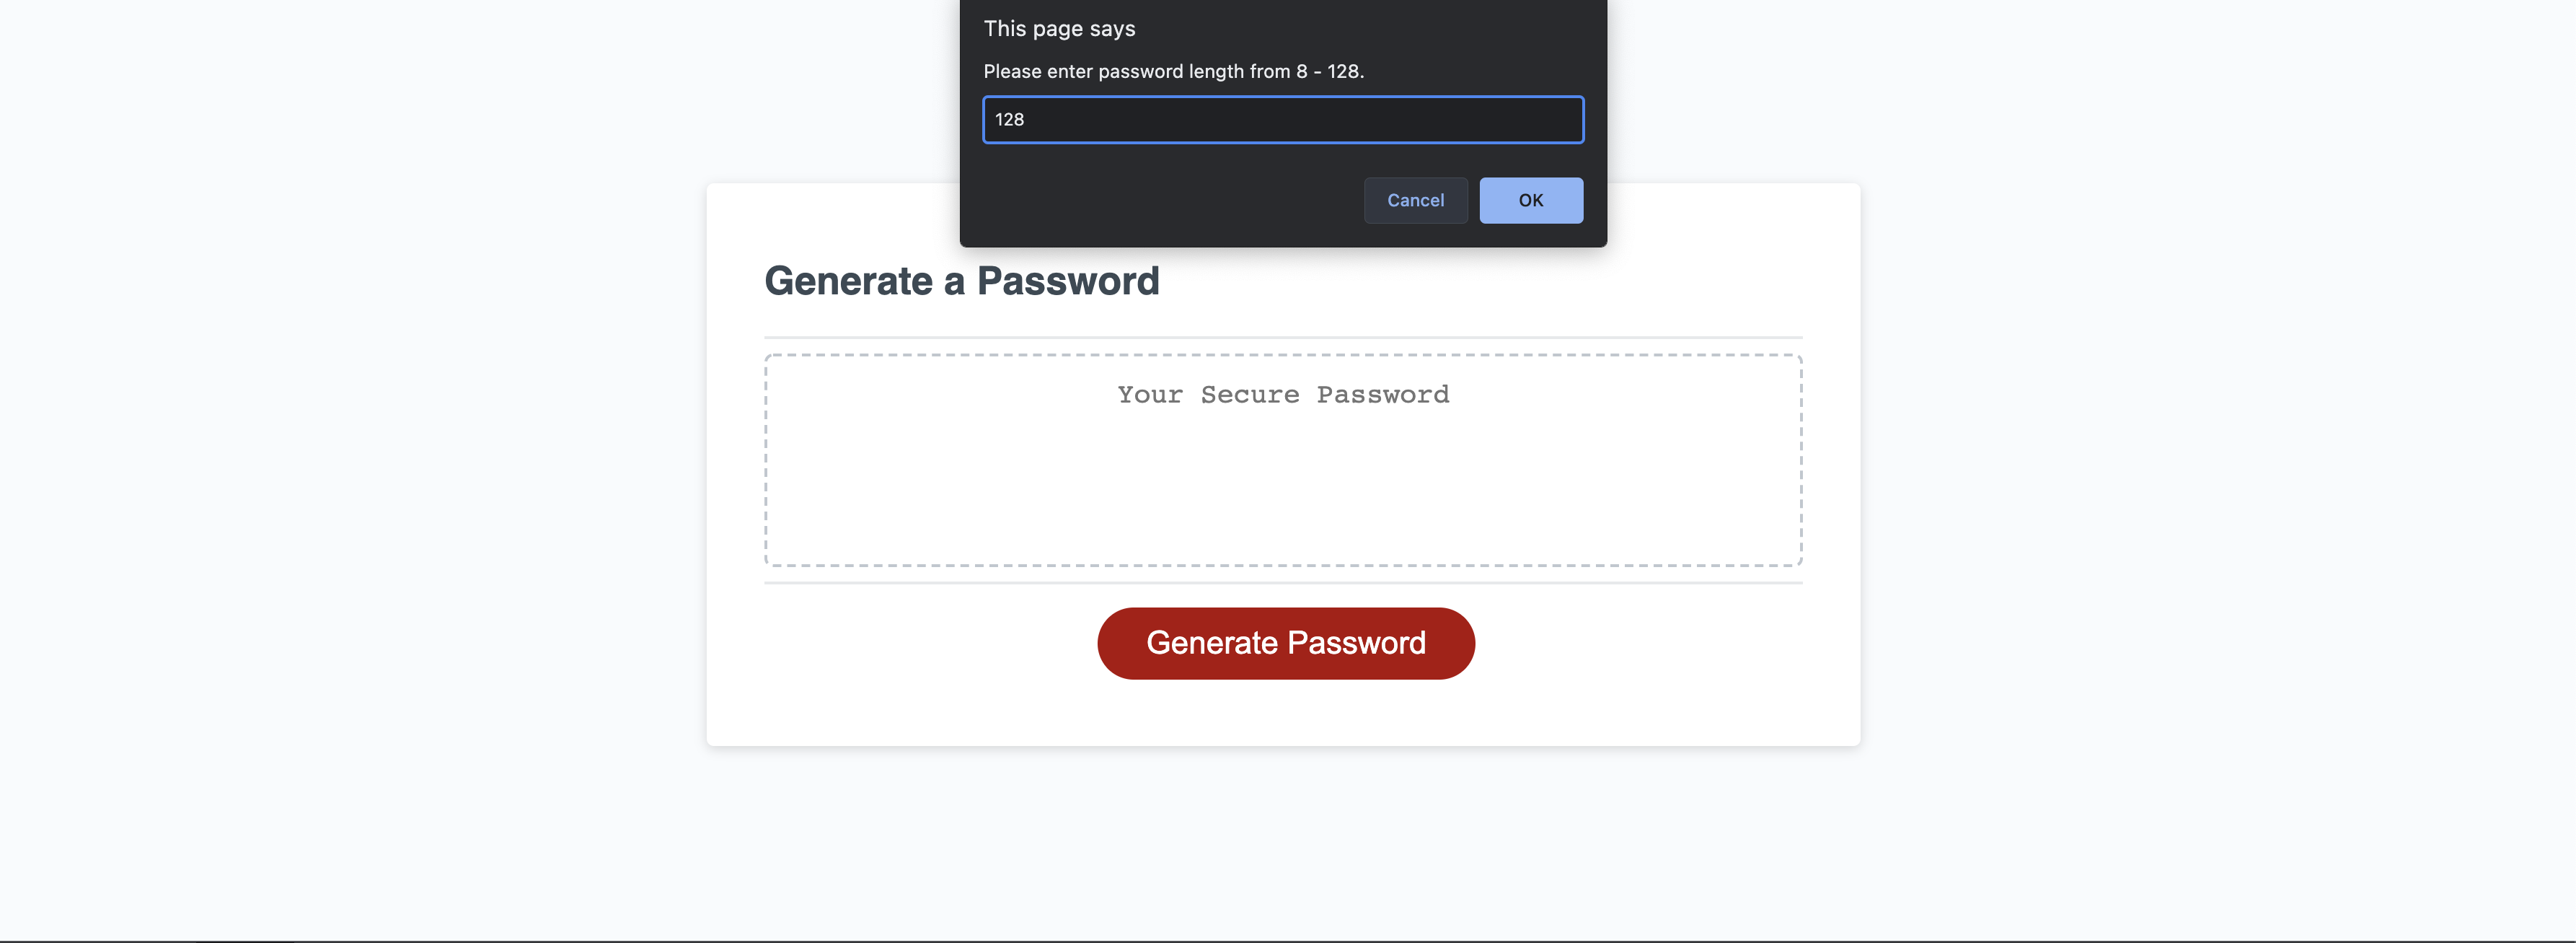 This page says
Please enter password length from 8 - 128.
128
Cancel OK
Generate a Password
Your Secure Password
Generate Password